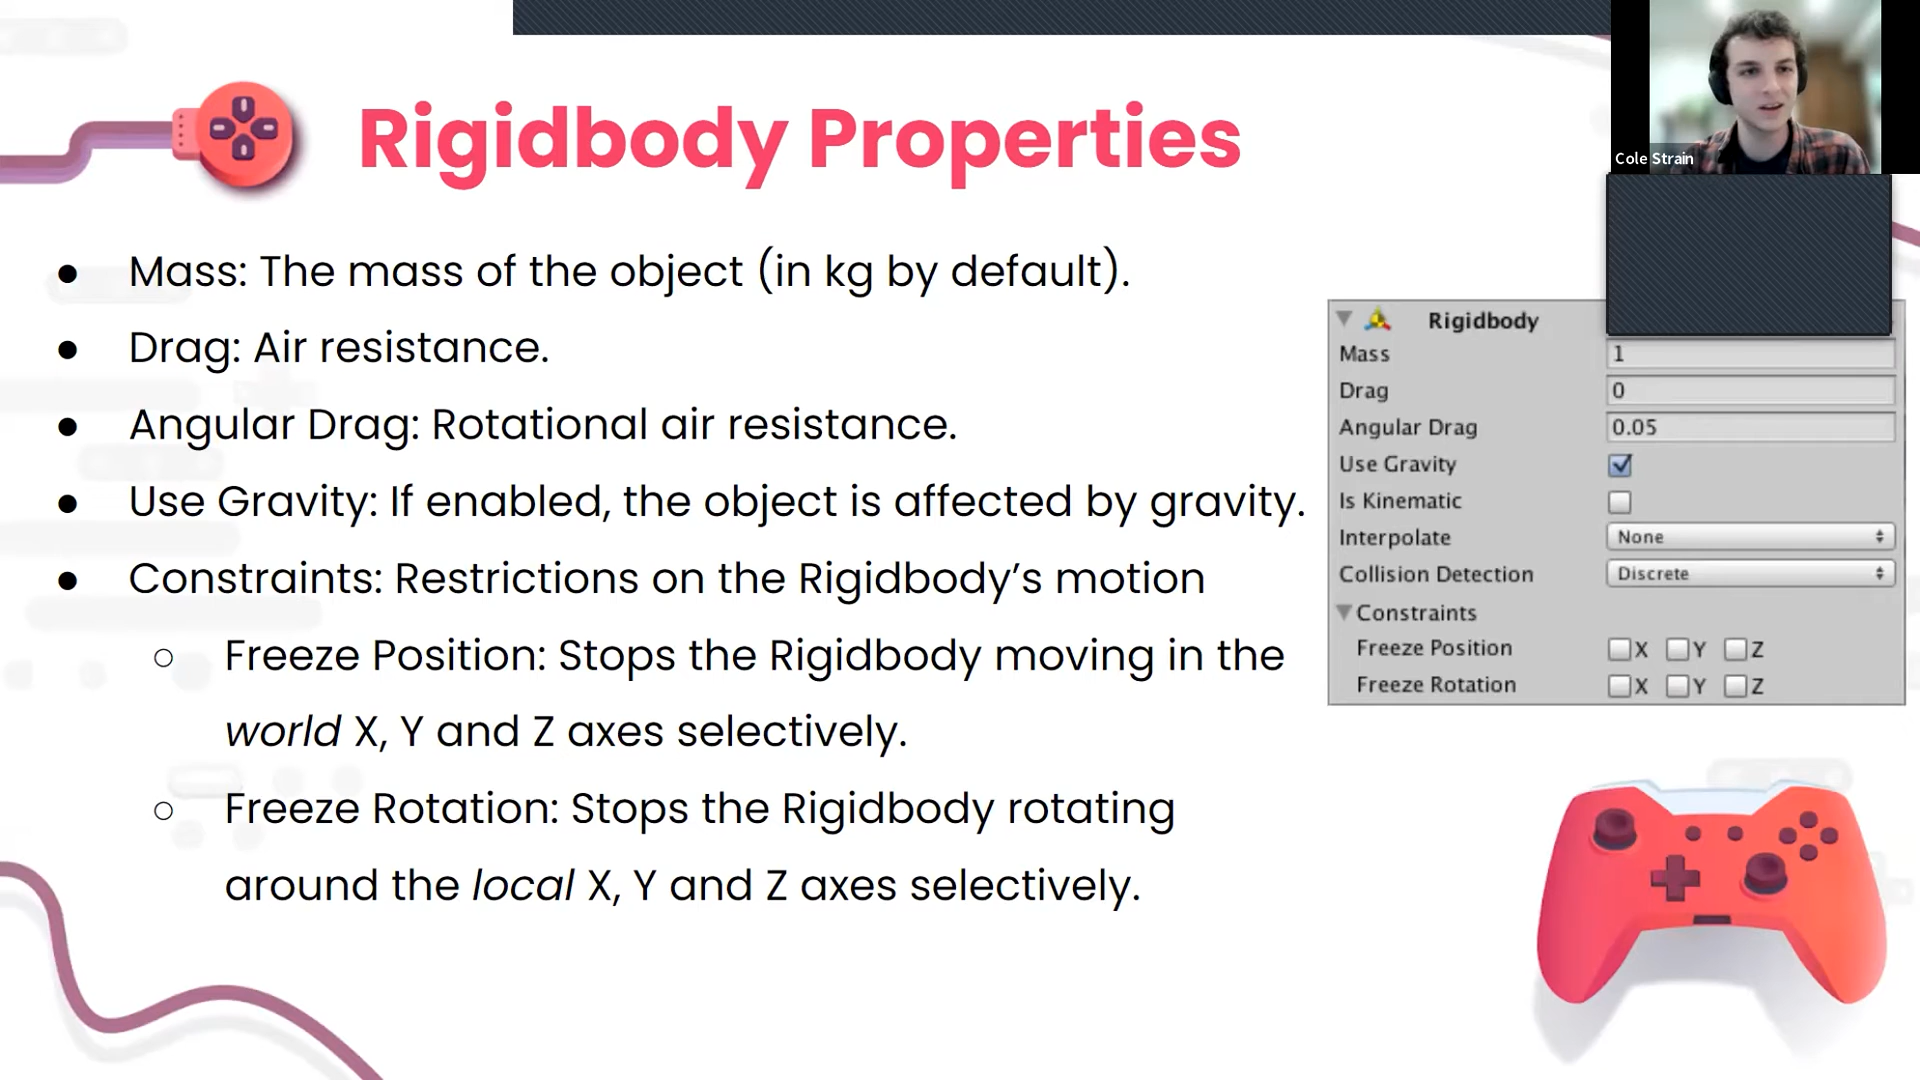 Rigidbody Properties
Cole Strain
● Mass: The mass of the object (in kg by default).
● Drag: Air resistance.
● Angular Drag: Rotational air resistance.
● Use Gravity: If enabled, the object is affected by gravity.
● Constraints: Restrictions on the Rigidbody’s motion
○ Freeze Position: Stops the Rigidbody moving in the
world X, Y and Z axes selectively.
○ Freeze Rotation: Stops the Rigidbody rotating
around the local X, Y and Z axes selectively.
Rigidbody
Mass 1
Drag 0
Angular Drag 0.05
Use Gravity
Is Kinematic
Interpolate None
Collision Detection Discrete
Constraints
Freeze Position X Y Z
Freeze Rotation X Y Z